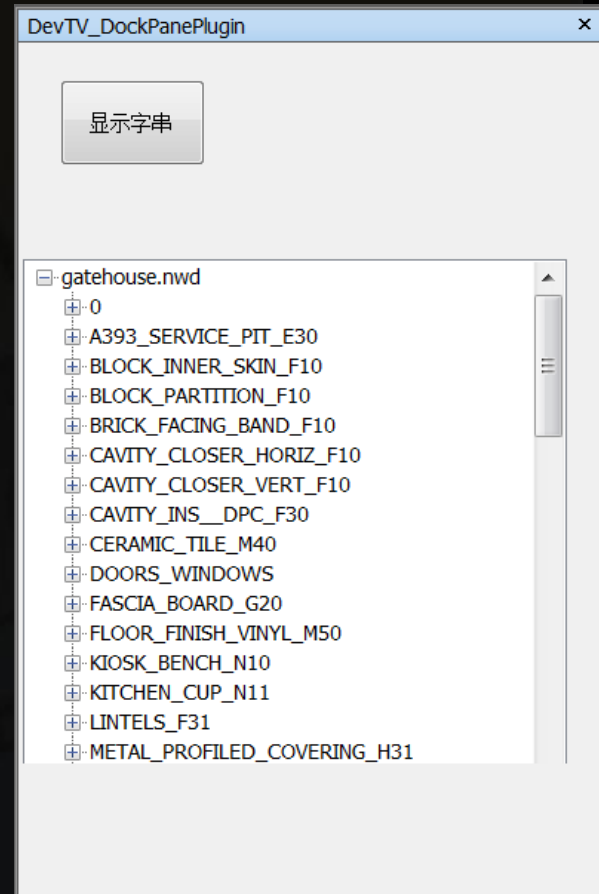 DevTV_DockPanePlugin
显示字串
gatehouse.nwd
0
A393_SERVICE_PIT_E30
BLOCK_INNER_SKIN_F10
BLOCK_PARTITION_F10
BRICK_FACING_BAND_F10
CAVITY_CLOSER_HORIZ_F10
CAVITY_CLOSER_VERT_F10
CAVITY_INS__DPC_F30
CERAMIC_TILE_M40
DOORS_WINDOWS
FASCIA_BOARD_G20
FLOOR_FINISH_VINYL_M50
KIOSK_BENCH_N10
KITCHEN_CUP_N11
LINTELS_F31
METAL_PROFILED_COVERING_H31